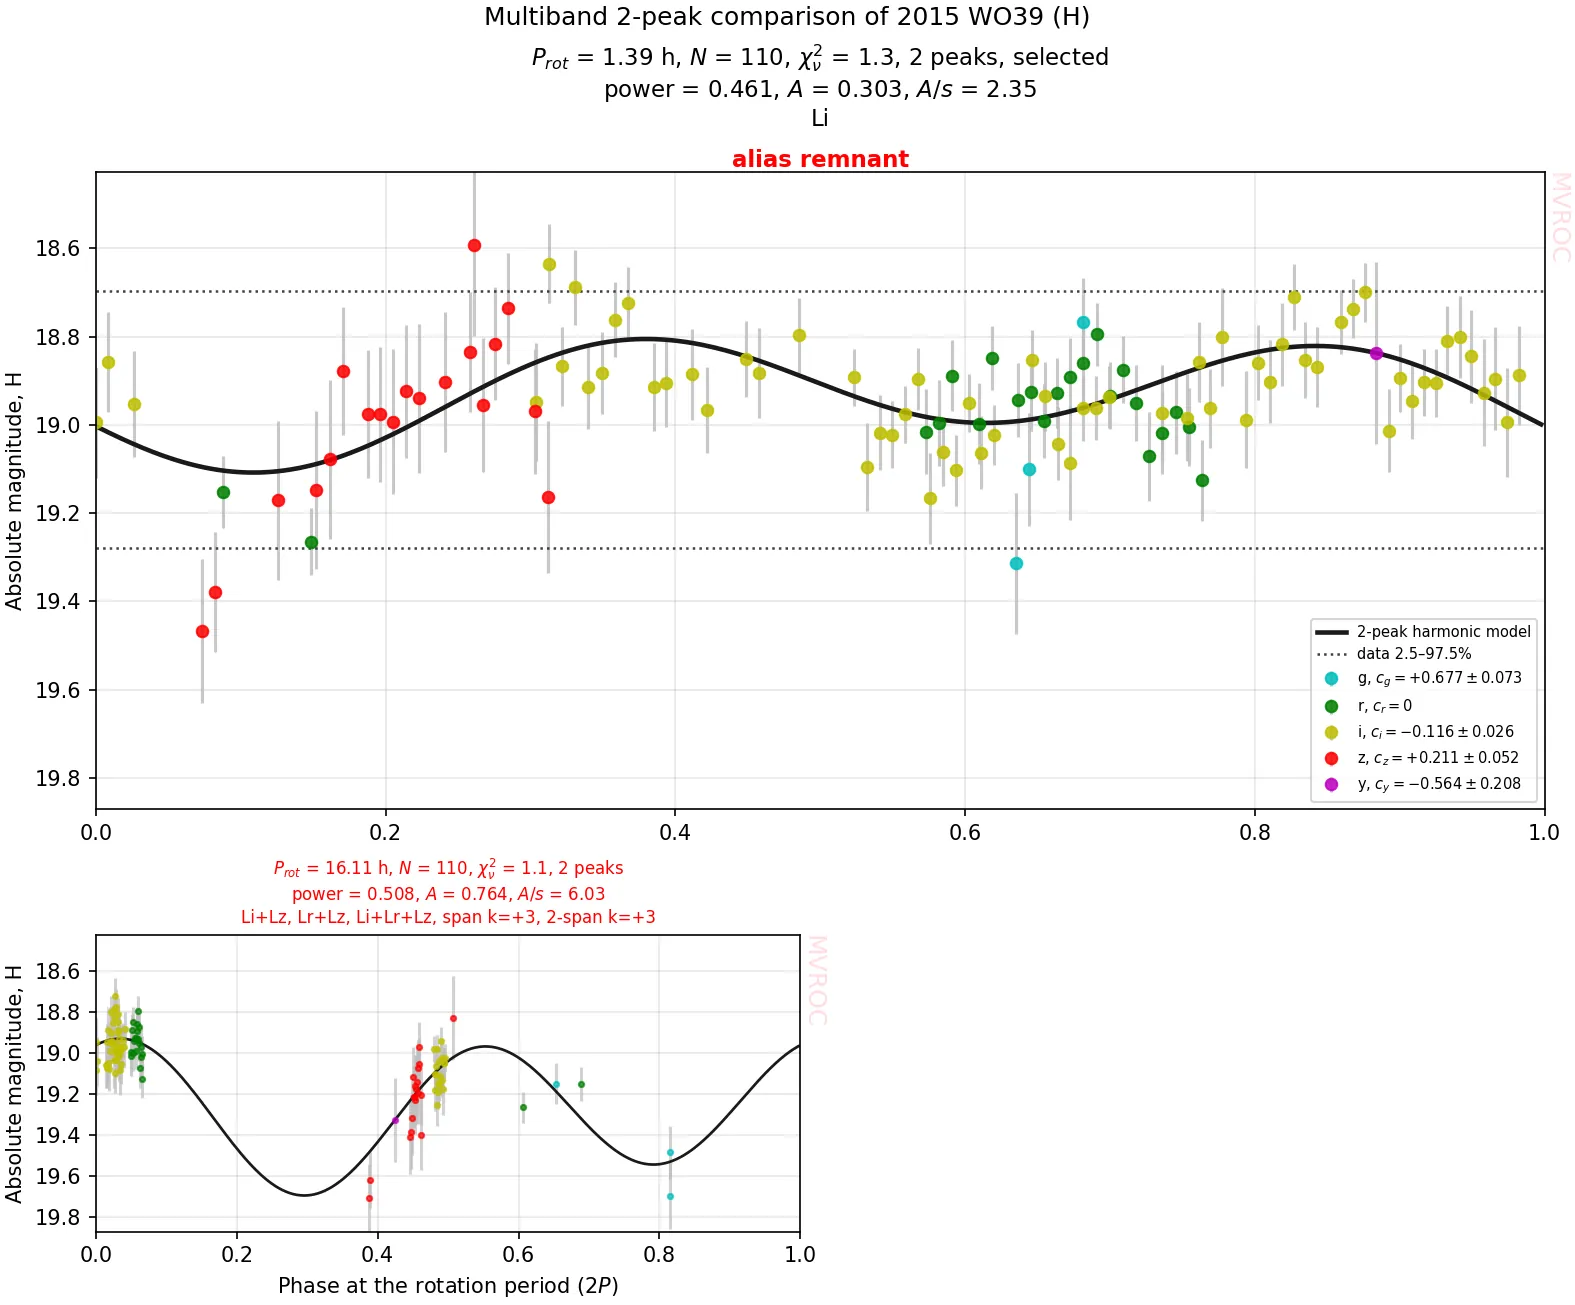 Multiband 2-peak comparison of 2015 WO39 (H)
P_rot = 1.39 h, N = 110, χ²_ν = 1.3, 2 peaks, selected
power = 0.461, A = 0.303, A/s = 2.35
Li
alias remnant
MVROC
Absolute magnitude, H
18.6
18.8
19.0
19.2
19.4
19.6
19.8
2-peak harmonic model
data 2.5–97.5%
g, c_g = +0.677 ± 0.073
r, c_r = 0
i, c_i = −0.116 ± 0.026
z, c_z = +0.211 ± 0.052
y, c_y = −0.564 ± 0.208
0.0 0.2 0.4 0.6 0.8 1.0
P_rot = 16.11 h, N = 110, χ²_ν = 1.1, 2 peaks
power = 0.508, A = 0.764, A/s = 6.03
Li+Lz, Lr+Lz, Li+Lr+Lz, span k=+3, 2-span k=+3
MVROC
Absolute magnitude, H
18.6
18.8
19.0
19.2
19.4
19.6
19.8
0.0 0.2 0.4 0.6 0.8 1.0
Phase at the rotation period (2P)